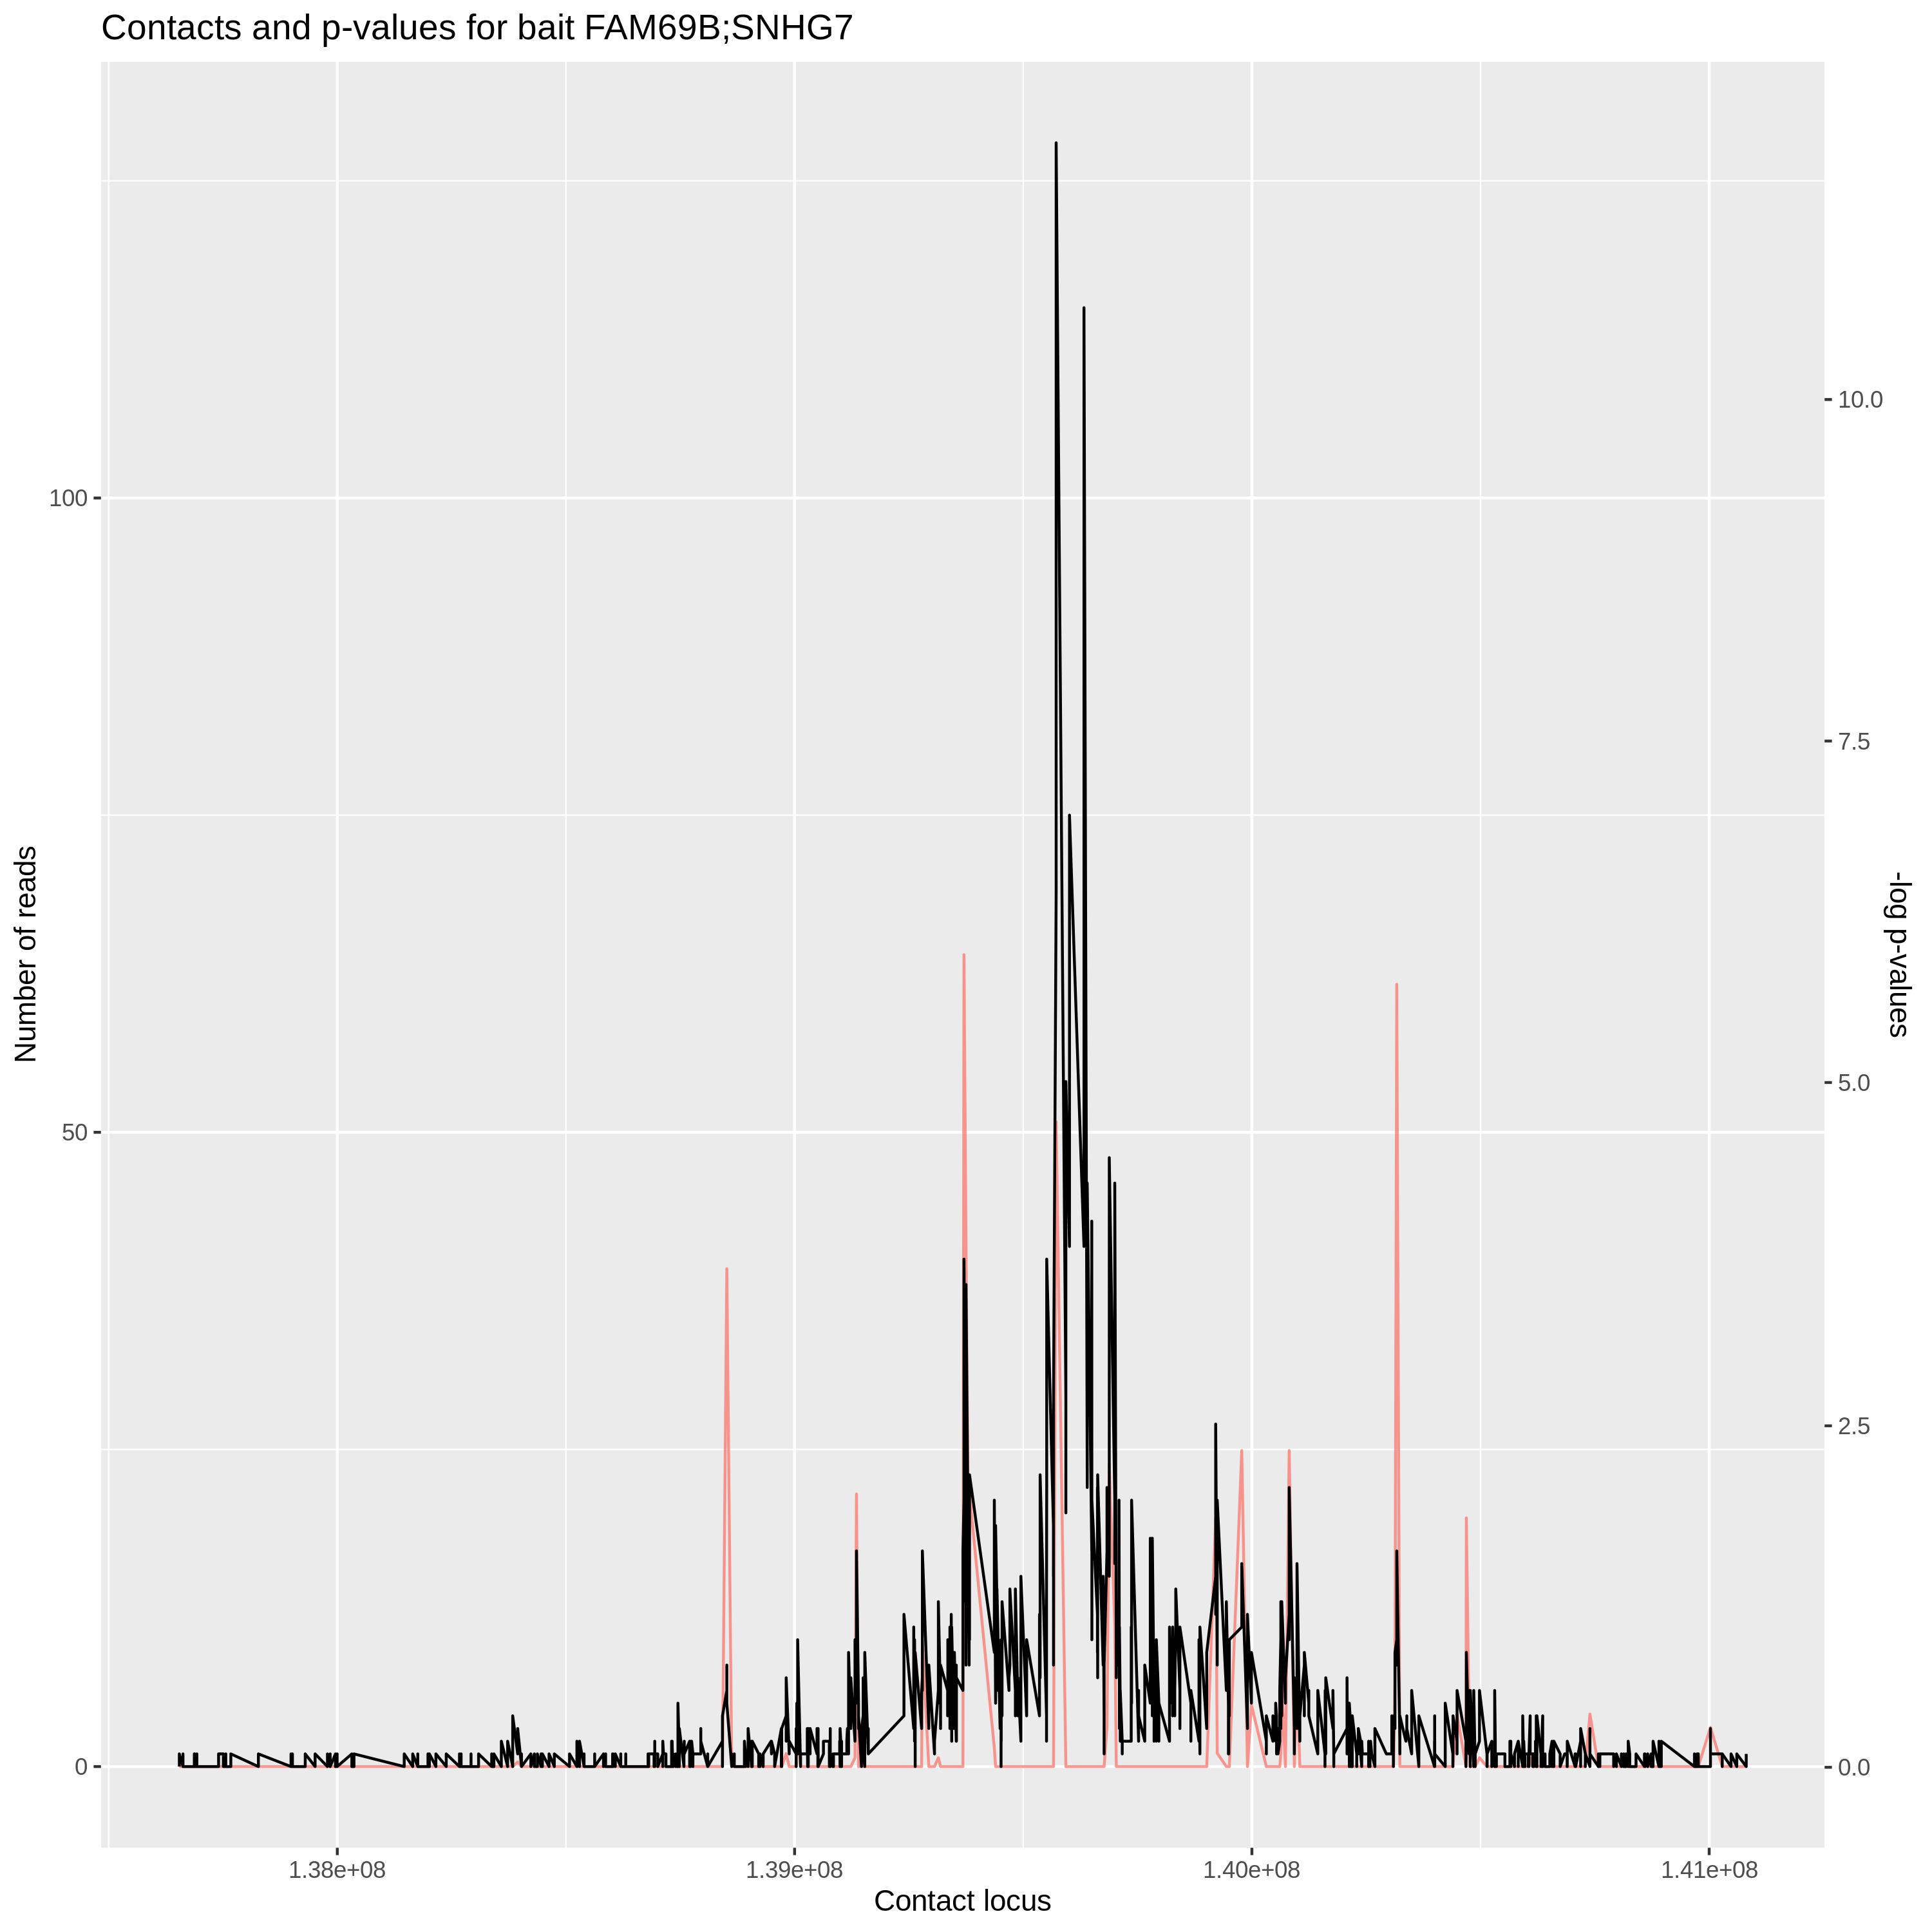 Contacts and p-values for bait FAM69B;SNHG7
100
50
0
Number of reads
10.0
7.5
5.0
2.5
0.0
-log p-values
1.38e+08
1.39e+08
1.40e+08
1.41e+08
Contact locus